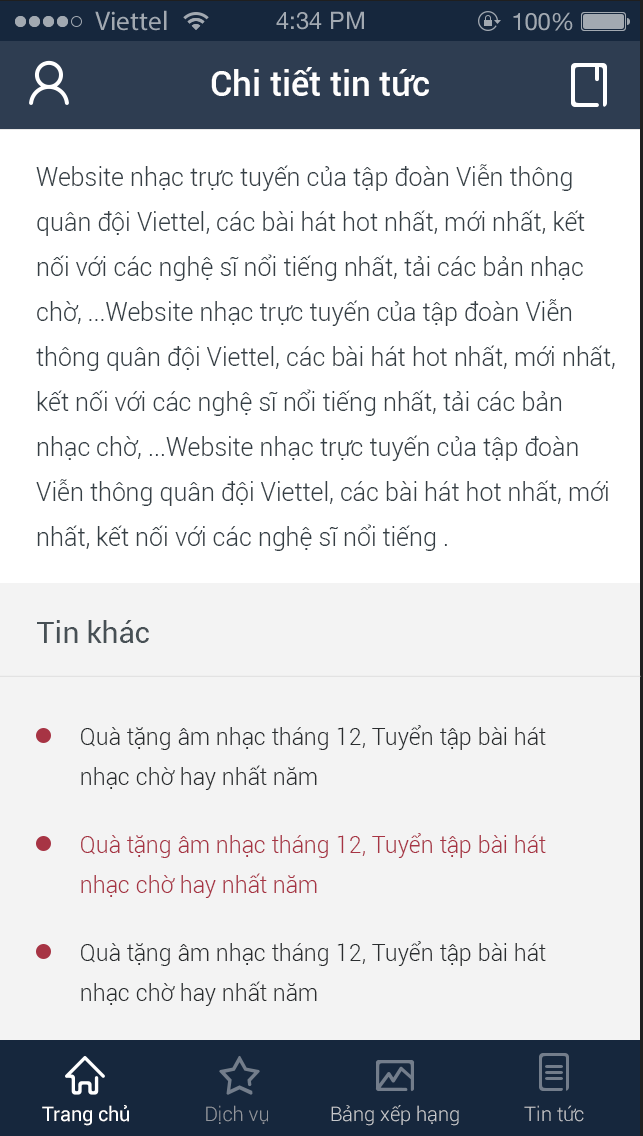 Viettel 4:34 PM 100%
Chi tiết tin tức
Website nhạc trực tuyến của tập đoàn Viễn thông
quân đội Viettel, các bài hát hot nhất, mới nhất, kết
nối với các nghệ sĩ nổi tiếng nhất, tải các bản nhạc
chờ, ...Website nhạc trực tuyến của tập đoàn Viễn
thông quân đội Viettel, các bài hát hot nhất, mới nhất,
kết nối với các nghệ sĩ nổi tiếng nhất, tải các bản
nhạc chờ, ...Website nhạc trực tuyến của tập đoàn
Viễn thông quân đội Viettel, các bài hát hot nhất, mới
nhất, kết nối với các nghệ sĩ nổi tiếng .
Tin khác
Quà tặng âm nhạc tháng 12, Tuyển tập bài hát
nhạc chờ hay nhất năm
Quà tặng âm nhạc tháng 12, Tuyển tập bài hát
nhạc chờ hay nhất năm
Quà tặng âm nhạc tháng 12, Tuyển tập bài hát
nhạc chờ hay nhất năm
Trang chủ Dịch vụ Bảng xếp hạng Tin tức